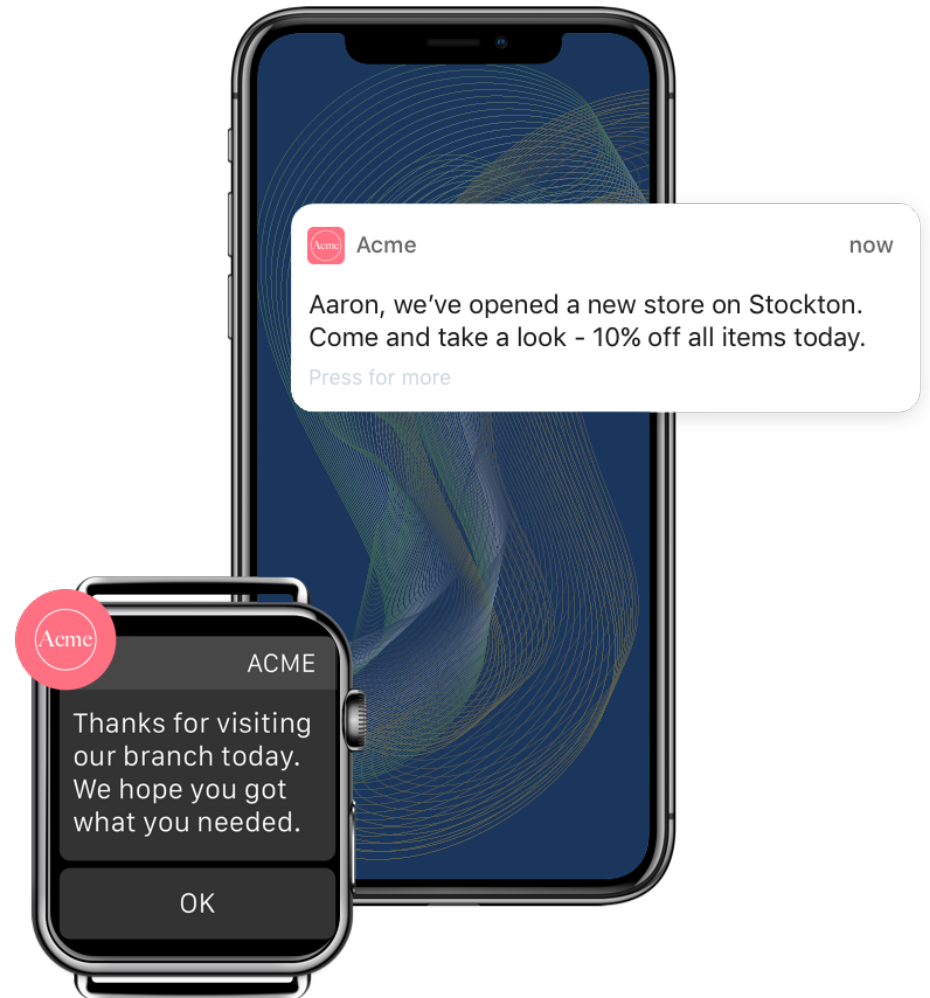 Acme
Acme
now
Aaron, we’ve opened a new store on Stockton.
Come and take a look - 10% off all items today.
Press for more
Acme
ACME
Thanks for visiting
our branch today.
We hope you got
what you needed.
OK